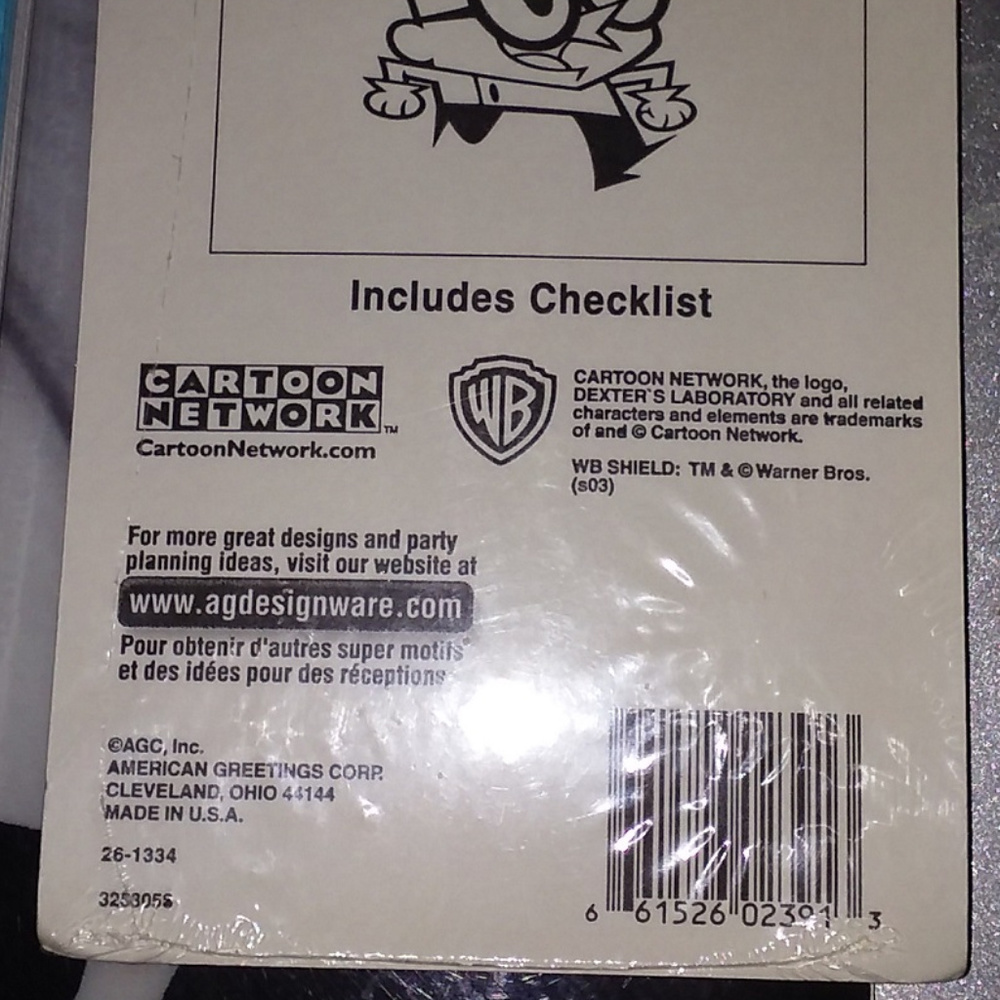 Includes Checklist
CARTOON
NETWORK™
CartoonNetwork.com
WB
CARTOON NETWORK, the logo,
DEXTER'S LABORATORY and all related
characters and elements are trademarks
of and © Cartoon Network.
WB SHIELD: TM & © Warner Bros.
(s03)
For more great designs and party
planning ideas, visit our website at
www.agdesignware.com
Pour obtenir d'autres super motifs
et des idées pour des réceptions
©AGC, Inc.
AMERICAN GREETINGS CORP.
CLEVELAND, OHIO 44144
MADE IN U.S.A.
26-1334
6 61526 02391 3